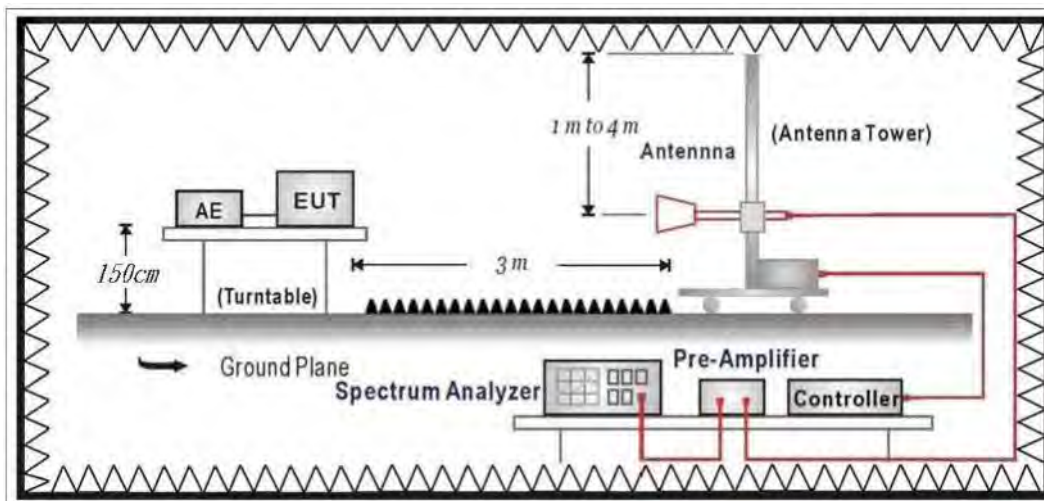 1 m to 4 m
(Antenna Tower)
Antennna
EUT
AE
150cm
3 m
(Turntable)
Ground Plane
Pre-Amplifier
Spectrum Analyzer
Controller